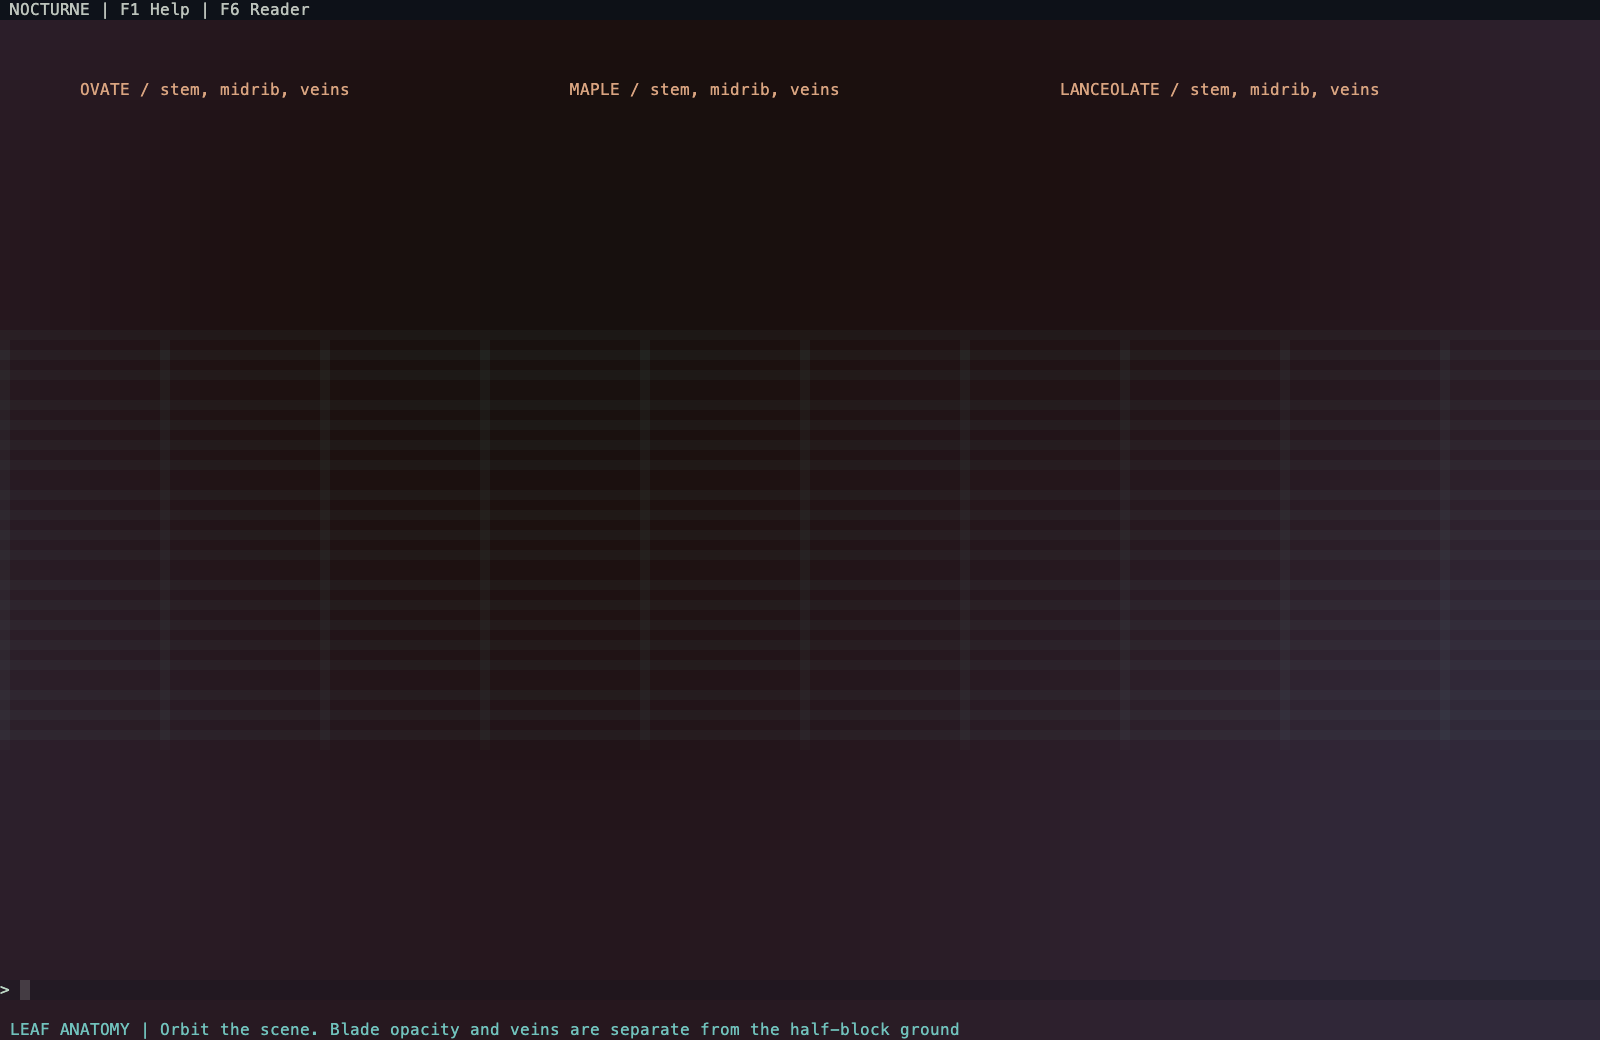 NOCTURNE | F1 Help | F6 Reader
OVATE / stem, midrib, veins
MAPLE / stem, midrib, veins
LANCEOLATE / stem, midrib, veins
>
LEAF ANATOMY | Orbit the scene. Blade opacity and veins are separate from the half-block ground